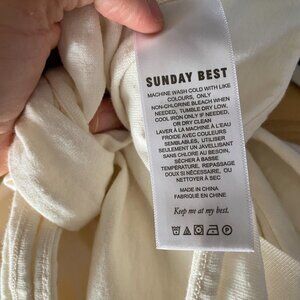 SUNDAY BEST
MACHINE WASH COLD WITH LIKE
COLOURS, ONLY
NON-CHLORINE BLEACH WHEN
NEEDED, TUMBLE DRY LOW,
COOL IRON ONLY IF NEEDED,
OR DRY CLEAN
LAVER À LA MACHINE À L'EAU
FROIDE AVEC COULEURS
SEMBLABLES, UTILISER
SEULEMENT UN JAVELLISANT
SANS CHLORE AU BESOIN.
SÉCHER À BASSE
TEMPÉRATURE, REPASSAGE
DOUX SI NÉCESSAIRE, OU
NETTOYER À SEC
MADE IN CHINA
FABRIQUÉ EN CHINE
Keep me at my best.